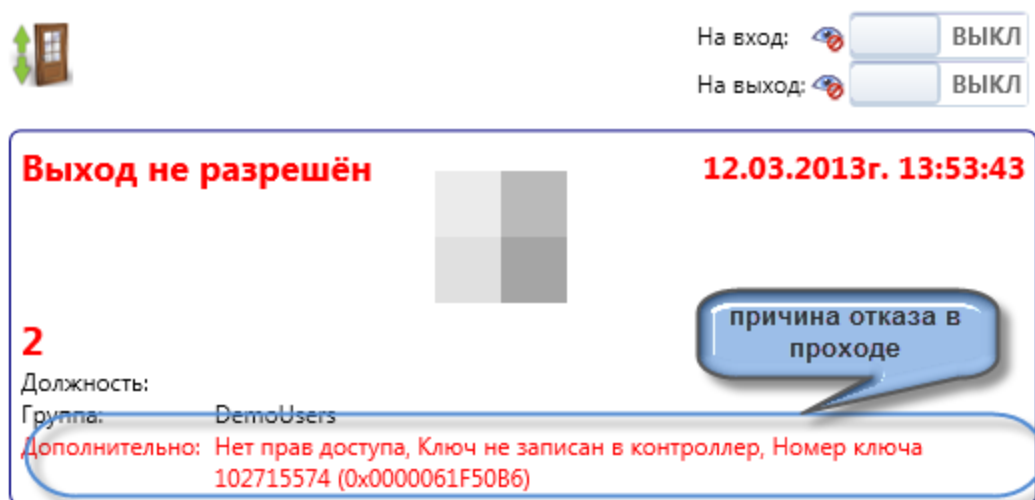 На вход: ВЫКЛ
На выход: ВЫКЛ
Выход не разрешён 12.03.2013г. 13:53:43
причина отказа в
проходе
2
Должность:
Группа: DemoUsers
Дополнительно: Нет прав доступа, Ключ не записан в контроллер, Номер ключа
102715574 (0x0000061F50B6)